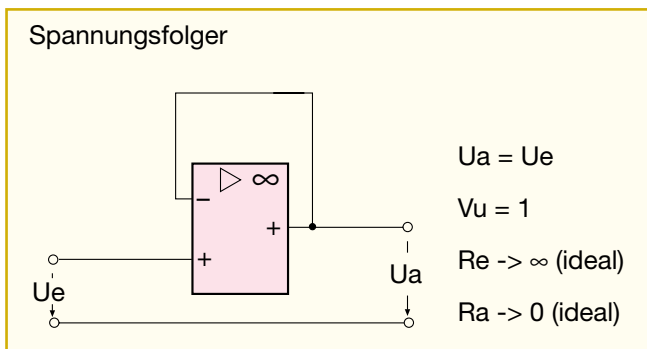 Spannungsfolger
▷ ∞
−
+
+
Ue
Ua
Ua = Ue
Vu = 1
Re -> ∞ (ideal)
Ra -> 0 (ideal)